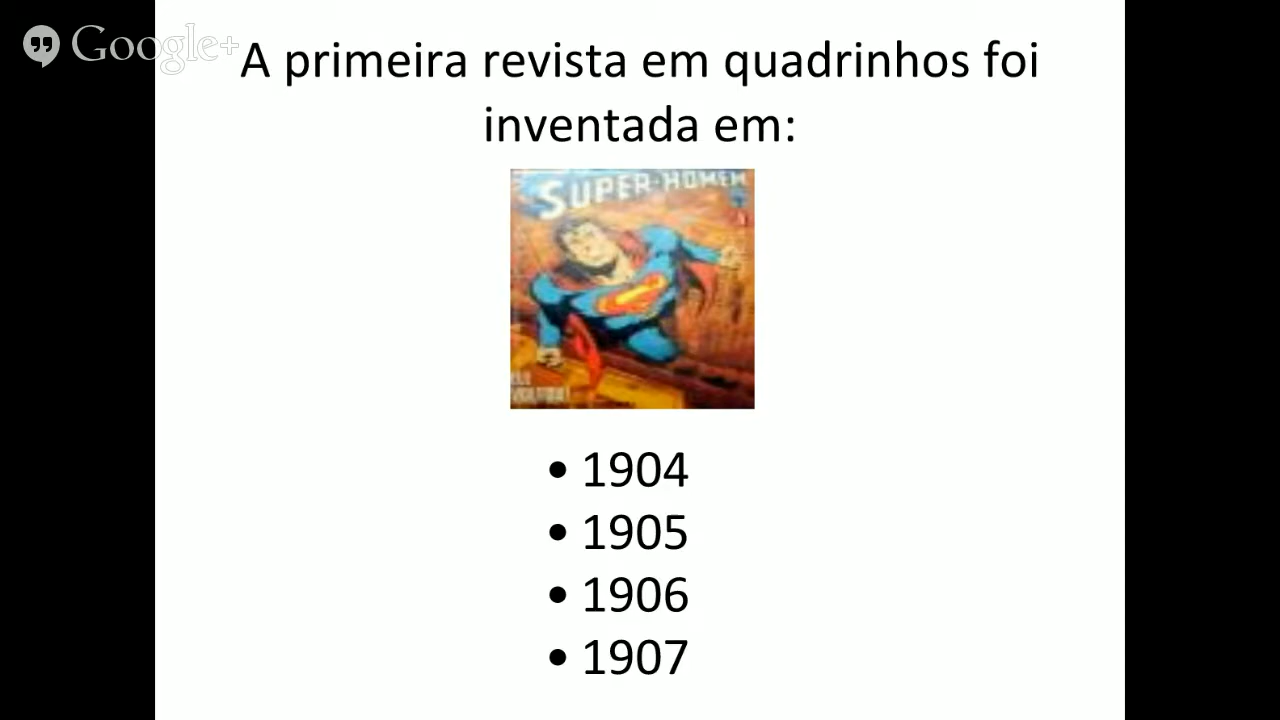 Google+
A primeira revista em quadrinhos foi
inventada em:
SUPER-HOMEM
• 1904
• 1905
• 1906
• 1907